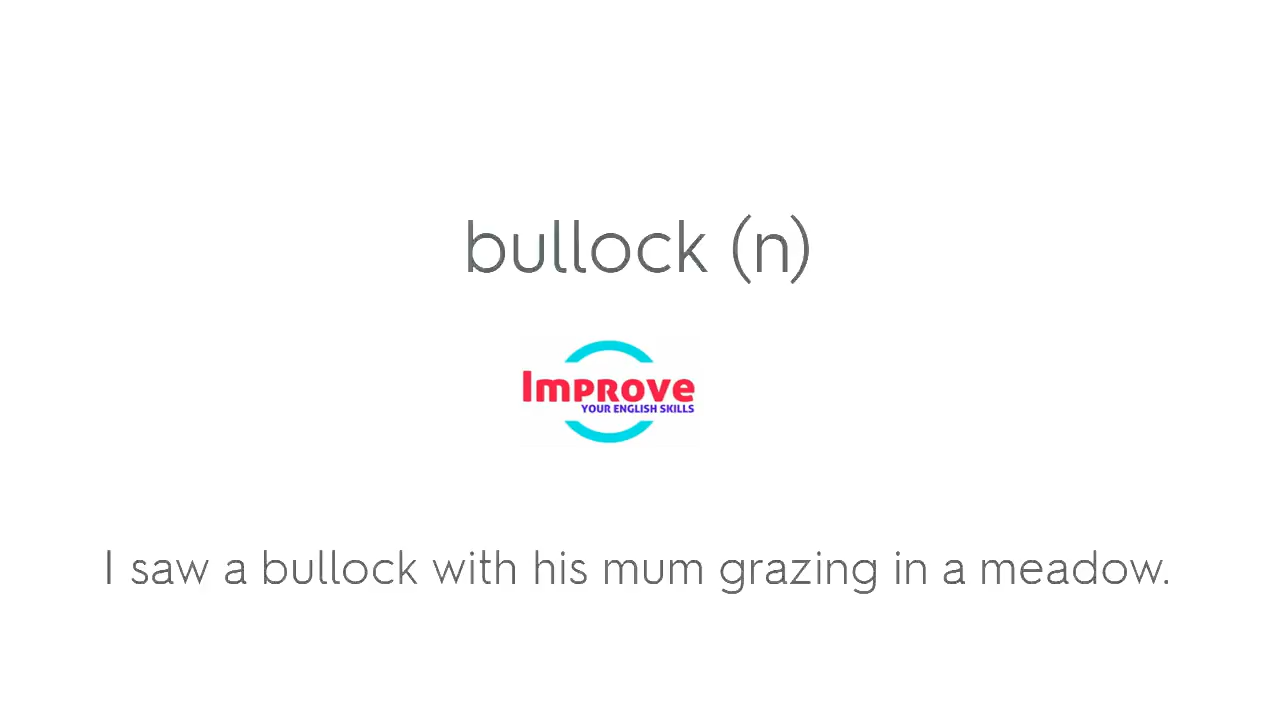 bullock (n)
Improve
YOUR ENGLISH SKILLS
I saw a bullock with his mum grazing in a meadow.